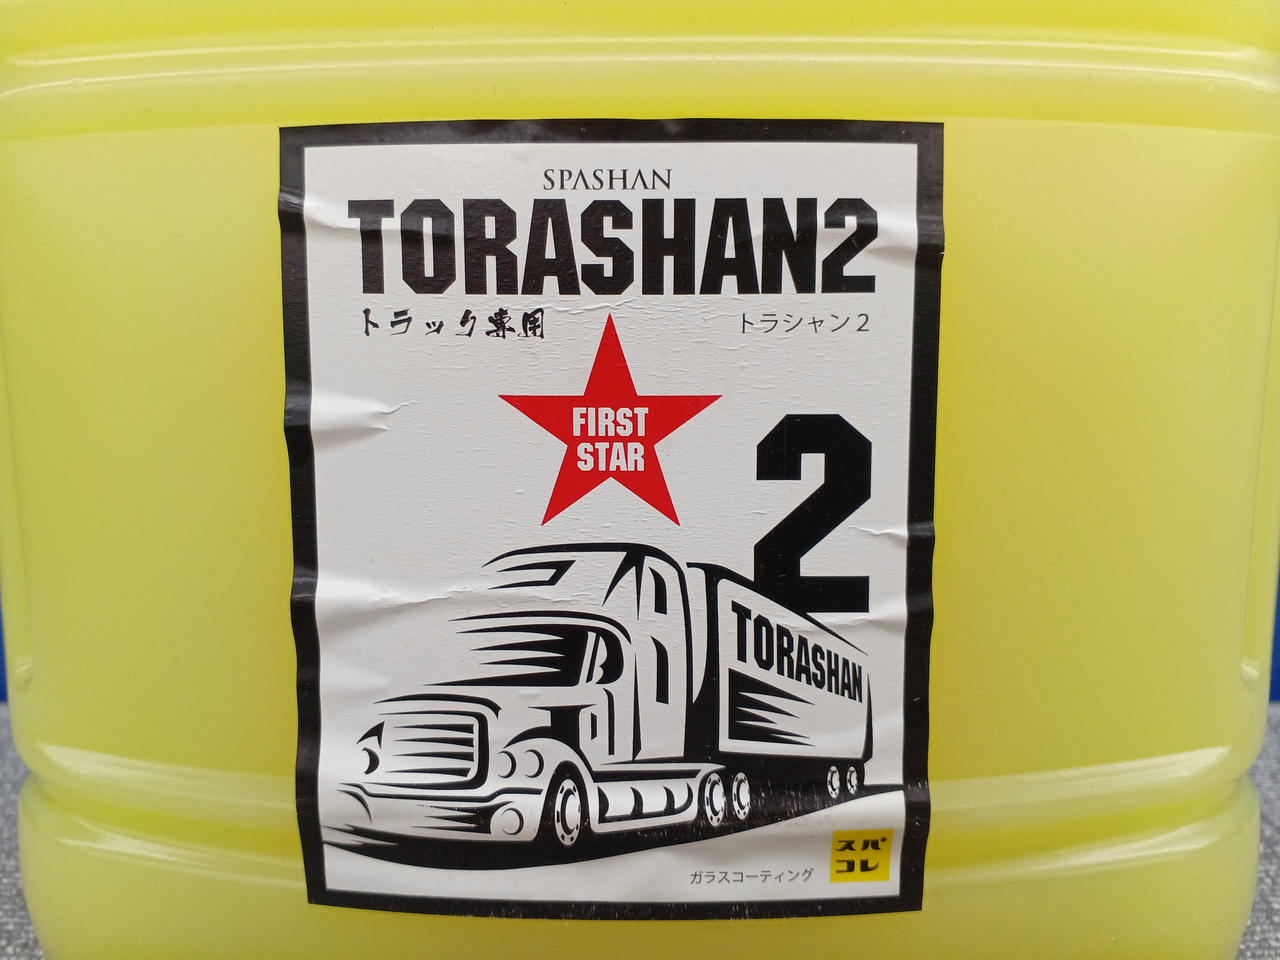 SPASHAN
TORASHAN2
トラック専用
トラシャン2
FIRST
STAR
2
TORASHAN
ガラスコーティング
スパ
コレ